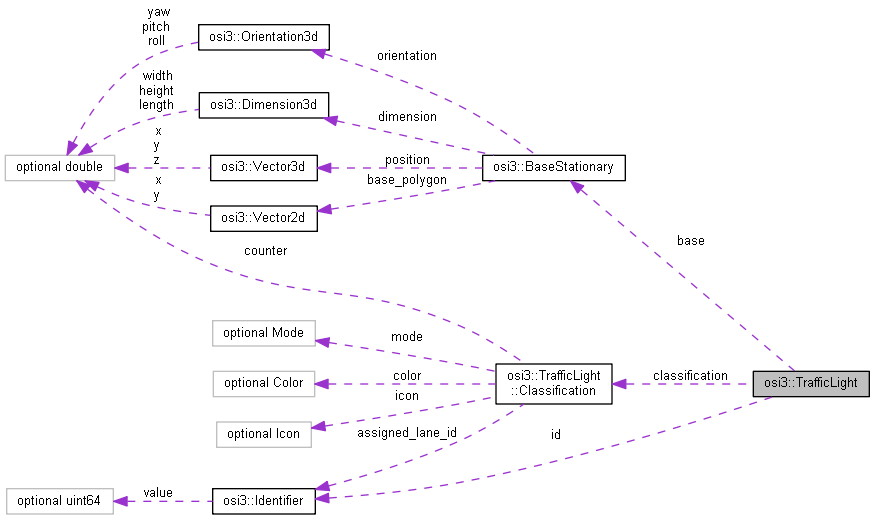 yaw
pitch
roll
osi3::Orientation3d
orientation
width
height
length
osi3::Dimension3d
dimension
x
y
z
optional double
osi3::Vector3d
position
osi3::BaseStationary
x
y
osi3::Vector2d
base_polygon
counter
base
optional Mode
mode
optional Color
color
osi3::TrafficLight
::Classification
classification
osi3::TrafficLight
icon
optional Icon
assigned_lane_id
id
optional uint64
value
osi3::Identifier